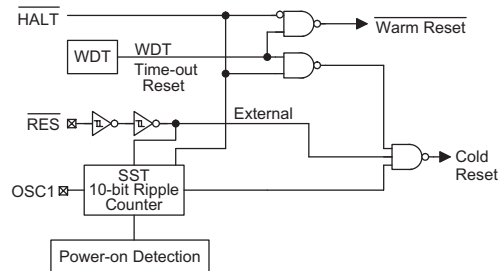 HALT
Warm Reset
WDT
WDT
Time-out
Reset
RES
External
SST
10-bit Ripple
Counter
OSC1
Cold
Reset
Power-on Detection